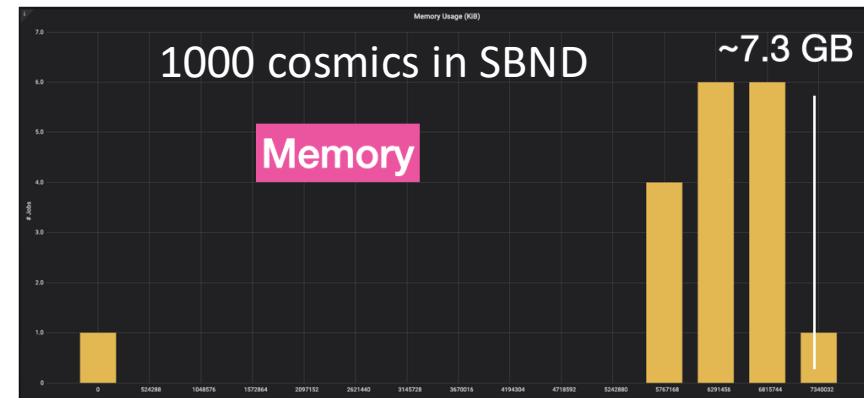 i
Memory Usage (KiB)
1000 cosmics in SBND
~7.3 GB
Memory
# Jobs
7.0
6.0
5.0
4.0
3.0
2.0
1.0
0
0 524288 1048576 1572864 2097152 2621440 3145728 3670016 4194304 4718592 5242880 5767168 6291456 6815744 7340032